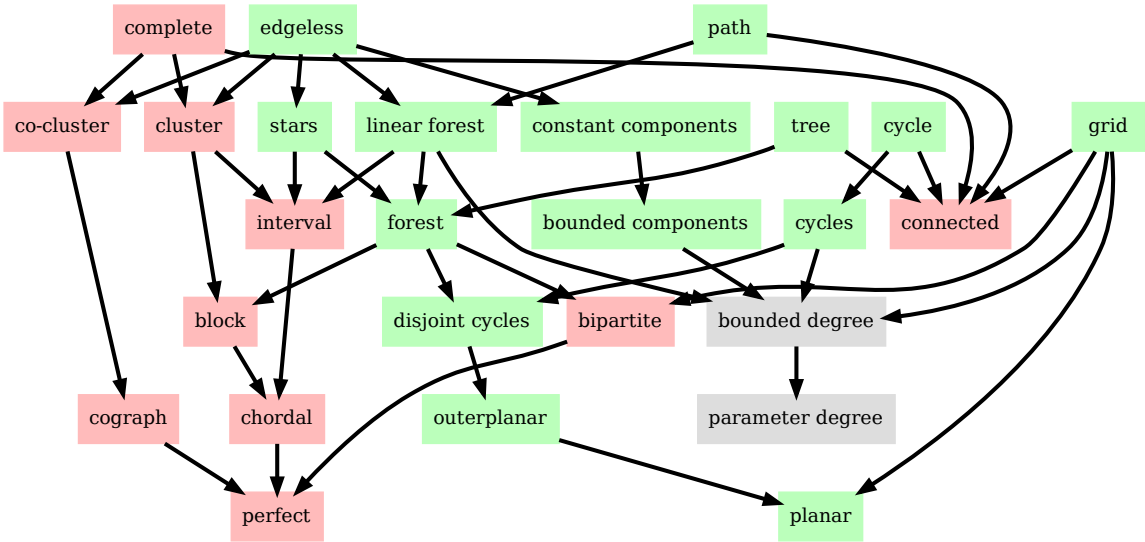 complete
edgeless
path
co-cluster
cluster
stars
linear forest
constant components
tree
cycle
grid
interval
forest
bounded components
cycles
connected
block
disjoint cycles
bipartite
bounded degree
cograph
chordal
outerplanar
parameter degree
perfect
planar